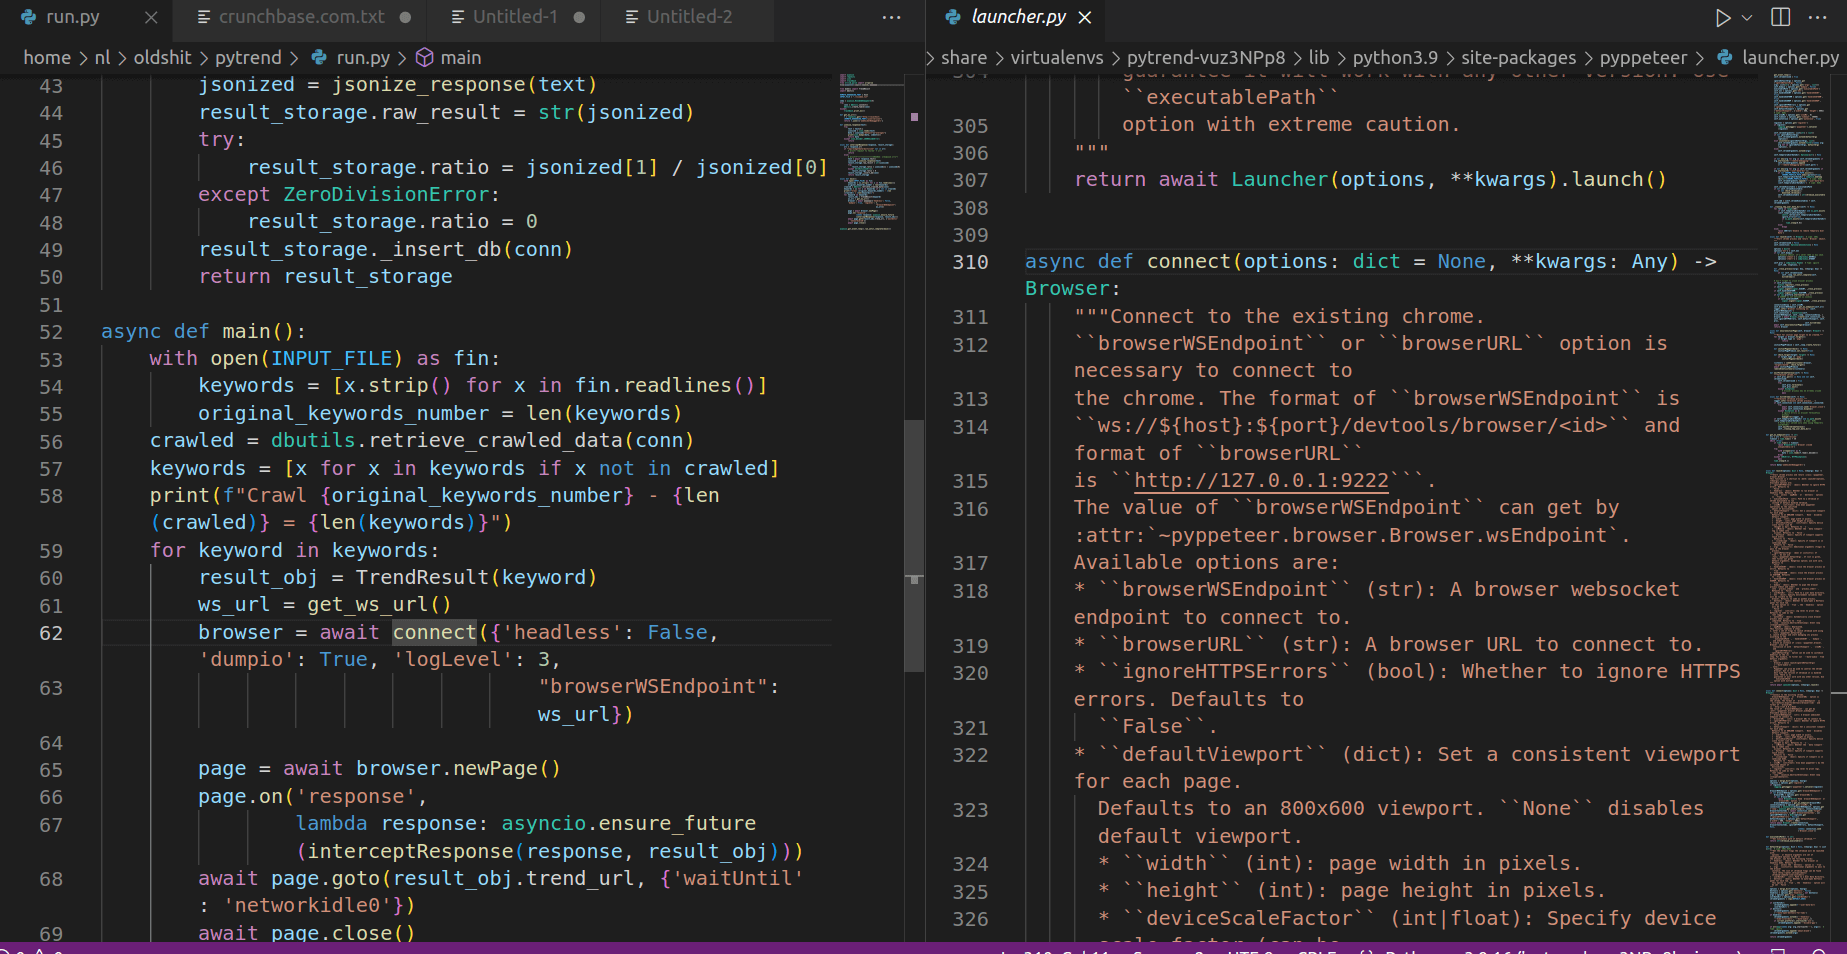 run.py
crunchbase.com.txt
Untitled-1
Untitled-2
home > nl > oldshit > pytrend > run.py > main
43 jsonized = jsonize_response(text)
44 result_storage.raw_result = str(jsonized)
45 try:
46 result_storage.ratio = jsonized[1] / jsonized[0]
47 except ZeroDivisionError:
48 result_storage.ratio = 0
49 result_storage._insert_db(conn)
50 return result_storage
51
52 async def main():
53 with open(INPUT_FILE) as fin:
54 keywords = [x.strip() for x in fin.readlines()]
55 original_keywords_number = len(keywords)
56 crawled = dbutils.retrieve_crawled_data(conn)
57 keywords = [x for x in keywords if x not in crawled]
58 print(f"Crawl {original_keywords_number} - {len
(crawled)} = {len(keywords)}")
59 for keyword in keywords:
60 result_obj = TrendResult(keyword)
61 ws_url = get_ws_url()
62 browser = await connect({'headless': False,
'dumpio': True, 'logLevel': 3,
63 "browserWSEndpoint":
ws_url})
64
65 page = await browser.newPage()
66 page.on('response',
67 lambda response: asyncio.ensure_future
(interceptResponse(response, result_obj)))
68 await page.goto(result_obj.trend_url, {'waitUntil'
: 'networkidle0'})
69 await page.close()
launcher.py
> share > virtualenvs > pytrend-vuz3NPp8 > lib > python3.9 > site-packages > pyppeteer > launcher.py
304 guarantee it will work with any other version. Use
``executablePath``
305 option with extreme caution.
306 """
307 return await Launcher(options, **kwargs).launch()
308
309
310 async def connect(options: dict = None, **kwargs: Any) ->
Browser:
311 """Connect to the existing chrome.
312 ``browserWSEndpoint`` or ``browserURL`` option is
necessary to connect to
313 the chrome. The format of ``browserWSEndpoint`` is
314 ``ws://${host}:${port}/devtools/browser/<id>`` and
format of ``browserURL``
315 is ``http://127.0.0.1:9222```.
316 The value of ``browserWSEndpoint`` can get by
:attr:`~pyppeteer.browser.Browser.wsEndpoint`.
317 Available options are:
318 * ``browserWSEndpoint`` (str): A browser websocket
endpoint to connect to.
319 * ``browserURL`` (str): A browser URL to connect to.
320 * ``ignoreHTTPSErrors`` (bool): Whether to ignore HTTPS
errors. Defaults to
321 ``False``.
322 * ``defaultViewport`` (dict): Set a consistent viewport
for each page.
323 Defaults to an 800x600 viewport. ``None`` disables
default viewport.
324 * ``width`` (int): page width in pixels.
325 * ``height`` (int): page height in pixels.
326 * ``deviceScaleFactor`` (int|float): Specify device
scale factor (can be